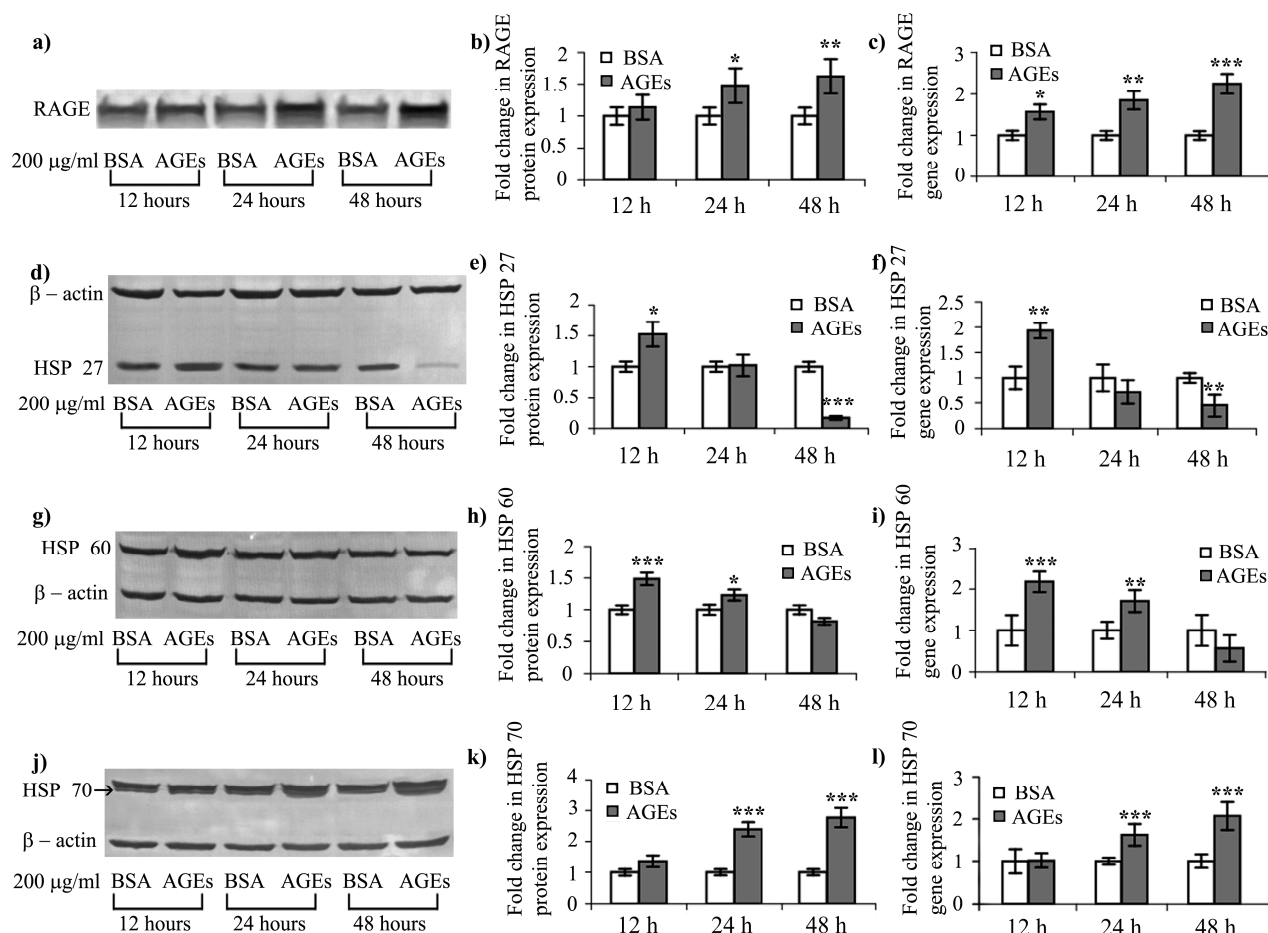 a)
RAGE
200 μg/ml BSA AGEs BSA AGEs BSA AGEs
12 hours 24 hours 48 hours
b)
Fold change in RAGE
protein expression
2
1.5
1
0.5
0
BSA
AGEs
* **
12 h 24 h 48 h
c)
Fold change in RAGE
gene expression
3
2
1
0
BSA
AGEs
* ** ***
12 h 24 h 48 h
d)
β – actin
HSP 27
200 μg/ml BSA AGEs BSA AGEs BSA AGEs
12 hours 24 hours 48 hours
e)
Fold change in HSP 27
protein expression
2
1.5
1
0.5
0
BSA
AGEs
* ***
12 h 24 h 48 h
f)
Fold change in HSP 27
gene expression
2.5
2
1.5
1
0.5
0
BSA
AGEs
** **
12 h 24 h 48 h
g)
HSP 60
β – actin
200 μg/ml BSA AGEs BSA AGEs BSA AGEs
12 hours 24 hours 48 hours
h)
Fold change in HSP 60
protein expression
2
1.5
1
0.5
0
BSA
AGEs
*** *
12 h 24 h 48 h
i)
Fold change in HSP 60
gene expression
3
2
1
0
BSA
AGEs
*** **
12 h 24 h 48 h
j)
HSP 70→
β – actin
200 μg/ml BSA AGEs BSA AGEs BSA AGEs
12 hours 24 hours 48 hours
k)
Fold change in HSP 70
protein expression
4
3
2
1
0
BSA
AGEs
*** ***
12 h 24 h 48 h
l)
Fold change in HSP 70
gene expression
3
2
1
0
BSA
AGEs
*** ***
12 h 24 h 48 h